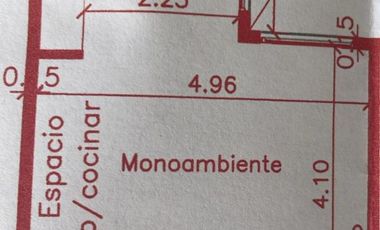 2.25
0.15
0.15
4.96
Espacio
p/cocinar
Monoambiente
4.10